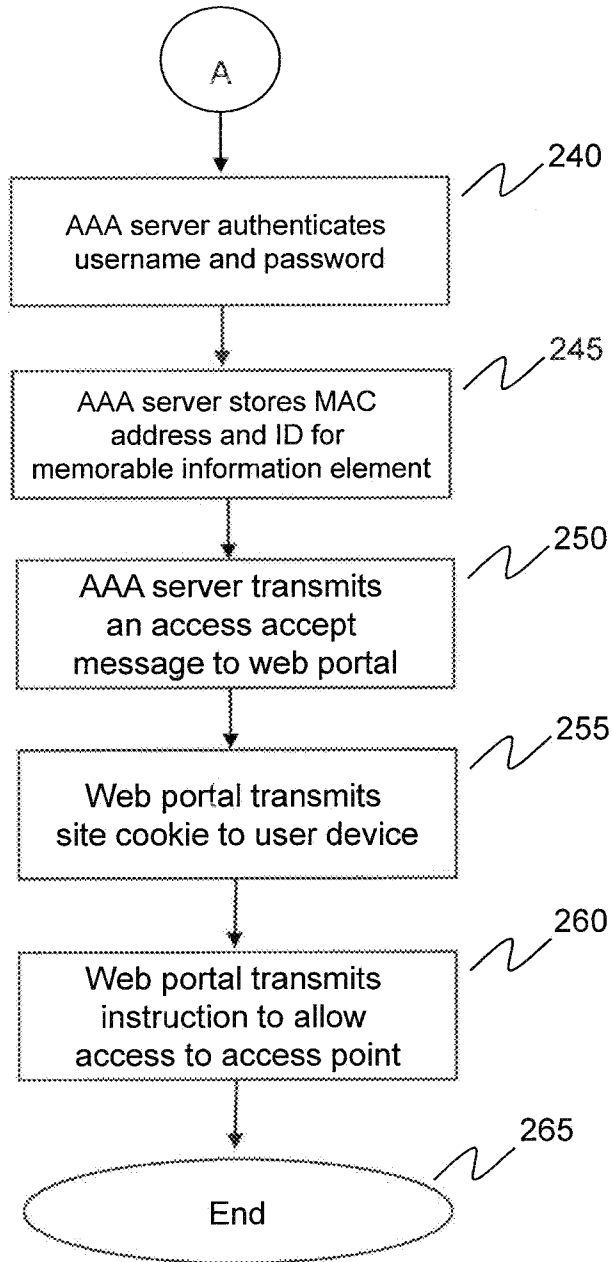 A
240
AAA server authenticates
username and password
245
AAA server stores MAC
address and ID for
memorable information element
250
AAA server transmits
an access accept
message to web portal
255
Web portal transmits
site cookie to user device
260
Web portal transmits
instruction to allow
access to access point
265
End